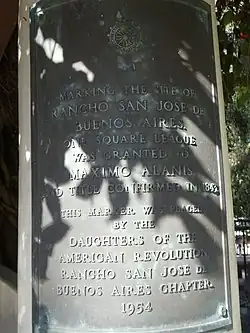 MARKING THE SITE OF
RANCHO SAN JOSE DE
BUENOS AIRES.
ONE SQUARE LEAGUE
WAS GRANTED TO
MAXIMO ALANIS
AND TITLE CONFIRMED IN
THIS MARKER WAS PLACED
BY THE
DAUGHTERS OF THE
AMERICAN REVOLUTION
RANCHO SAN JOSE DE
BUENOS AIRES CHAPTER.
1954